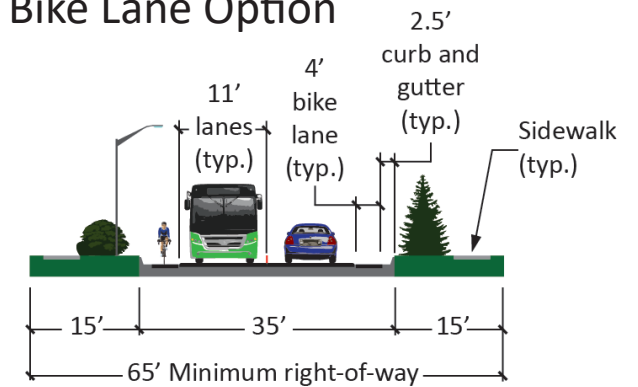 Bike Lane Option
2.5’
curb and
gutter
(typ.)
4’
bike
lane
(typ.)
11’
lanes
(typ.)
Sidewalk
(typ.)
15’
35’
15’
65’ Minimum right-of-way